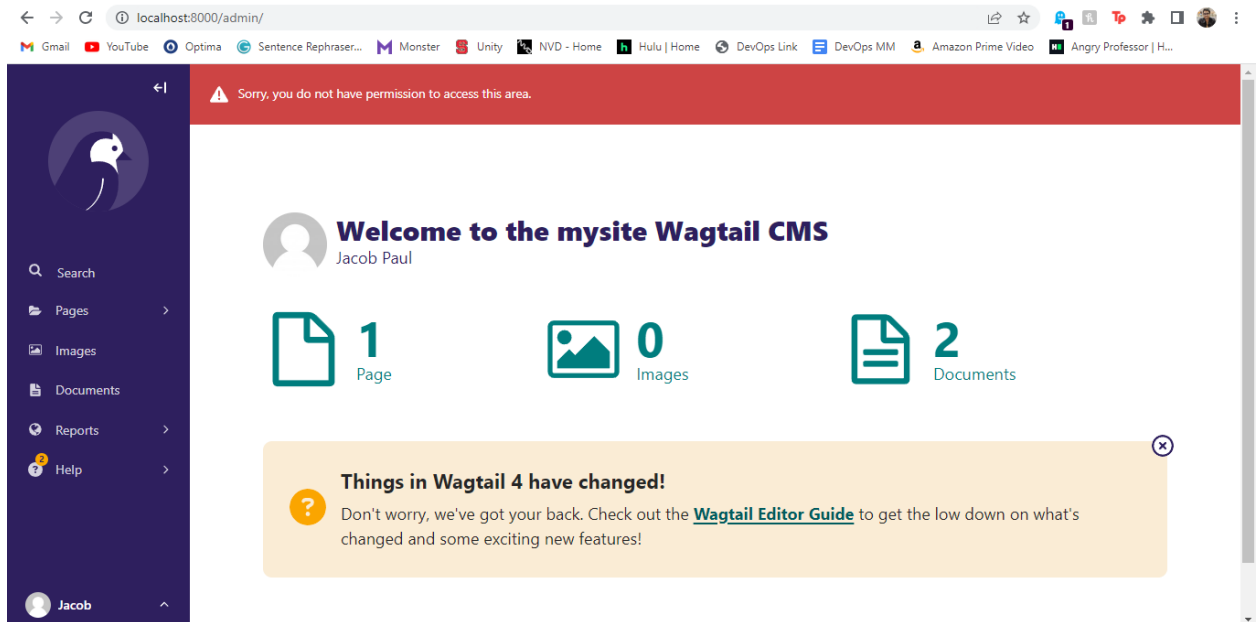 localhost:8000/admin/
1
Tp
Gmail
YouTube
Optima
Sentence Rephraser...
Monster
Unity
NVD - Home
h
Hulu | Home
DevOps Link
DevOps MM
a
Amazon Prime Video
Angry Professor | H...
Sorry, you do not have permission to access this area.
Welcome to the mysite Wagtail CMS
Jacob Paul
Search
Pages
Images
Documents
Reports
2
?
Help
Jacob
1
Page
0
Images
2
Documents
?
Things in Wagtail 4 have changed!
Don't worry, we've got your back. Check out the Wagtail Editor Guide to get the low down on what's
changed and some exciting new features!